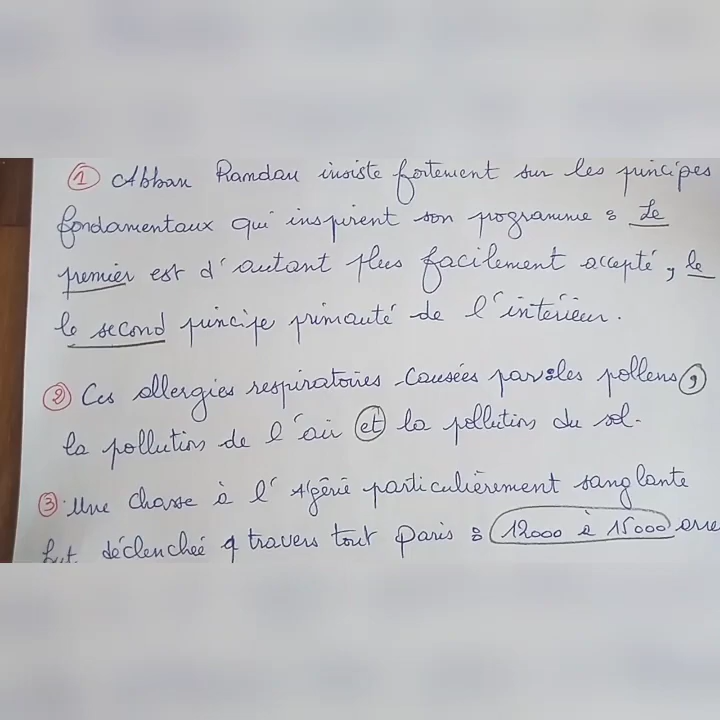 ① Abban Ramdan insiste fortement sur les principes
fondamentaux qui inspirent son programme : Le
premier est d'autant plus facilement accepté, le
le second principe primauté de l'intérieur.
② Ces allergies respiratoires causées par les pollens,
la pollution de l'air et la pollution du sol.
③ Une chasse à l'Algérie particulièrement sanglante
fut déclenchée à travers tout Paris : 12000 à 15000